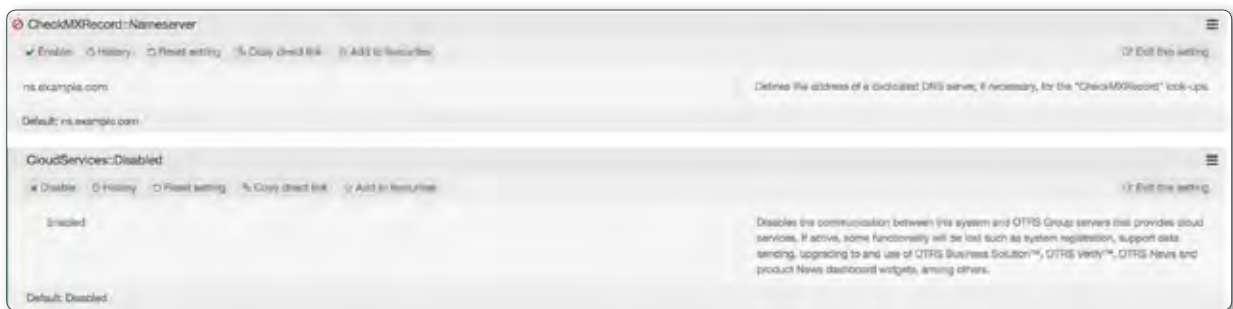 CheckMXRecord::Nameserver
Enable History Reset setting Copy direct link Add to favourites Edit this setting
ns.example.com
Defines the address of a dedicated DNS server, if necessary, for the "CheckMXRecord" look-ups.
Default: ns.example.com
CloudServices::Disabled
Disable History Reset setting Copy direct link Add to favourites Edit this setting
Enabled
Disables the communication between this system and OTRS Group servers that provides cloud
services. If active, some functionality will be lost such as system registration, support data
sending, upgrading to and use of OTRS Business Solution™, OTRS Verify™, OTRS News and
product News dashboard widgets, among others.
Default: Disabled